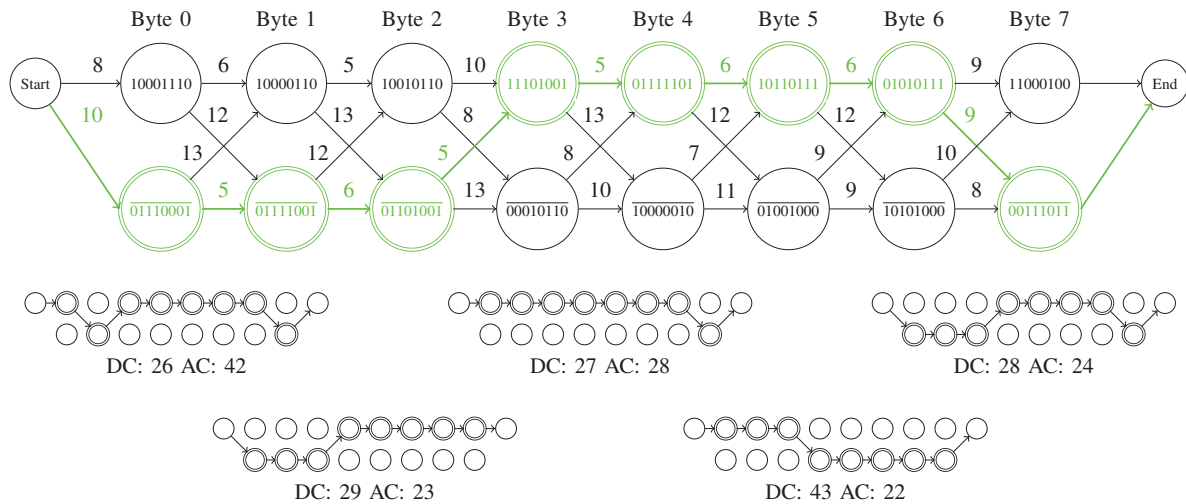 Byte 0 Byte 1 Byte 2 Byte 3 Byte 4 Byte 5 Byte 6 Byte 7
8 6 5 10 5 6 6 9
Start 10001110 10000110 10010110 11101001 01111101 10110111 01010111 11000100 End
10 12 13 8 13 12 12 9
13 12 5 8 7 9 10
5 6 13 10 11 9 8
01110001 01111001 01101001 00010110 10000010 01001000 10101000 00111011
DC: 26 AC: 42 DC: 27 AC: 28 DC: 28 AC: 24
DC: 29 AC: 23 DC: 43 AC: 22